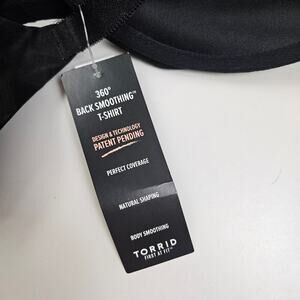 360°
BACK SMOOTHING™
T-SHIRT
DESIGN & TECHNOLOGY
PATENT PENDING
PERFECT COVERAGE
NATURAL SHAPING
BODY SMOOTHING
TORRID
FIRST AT FIT™